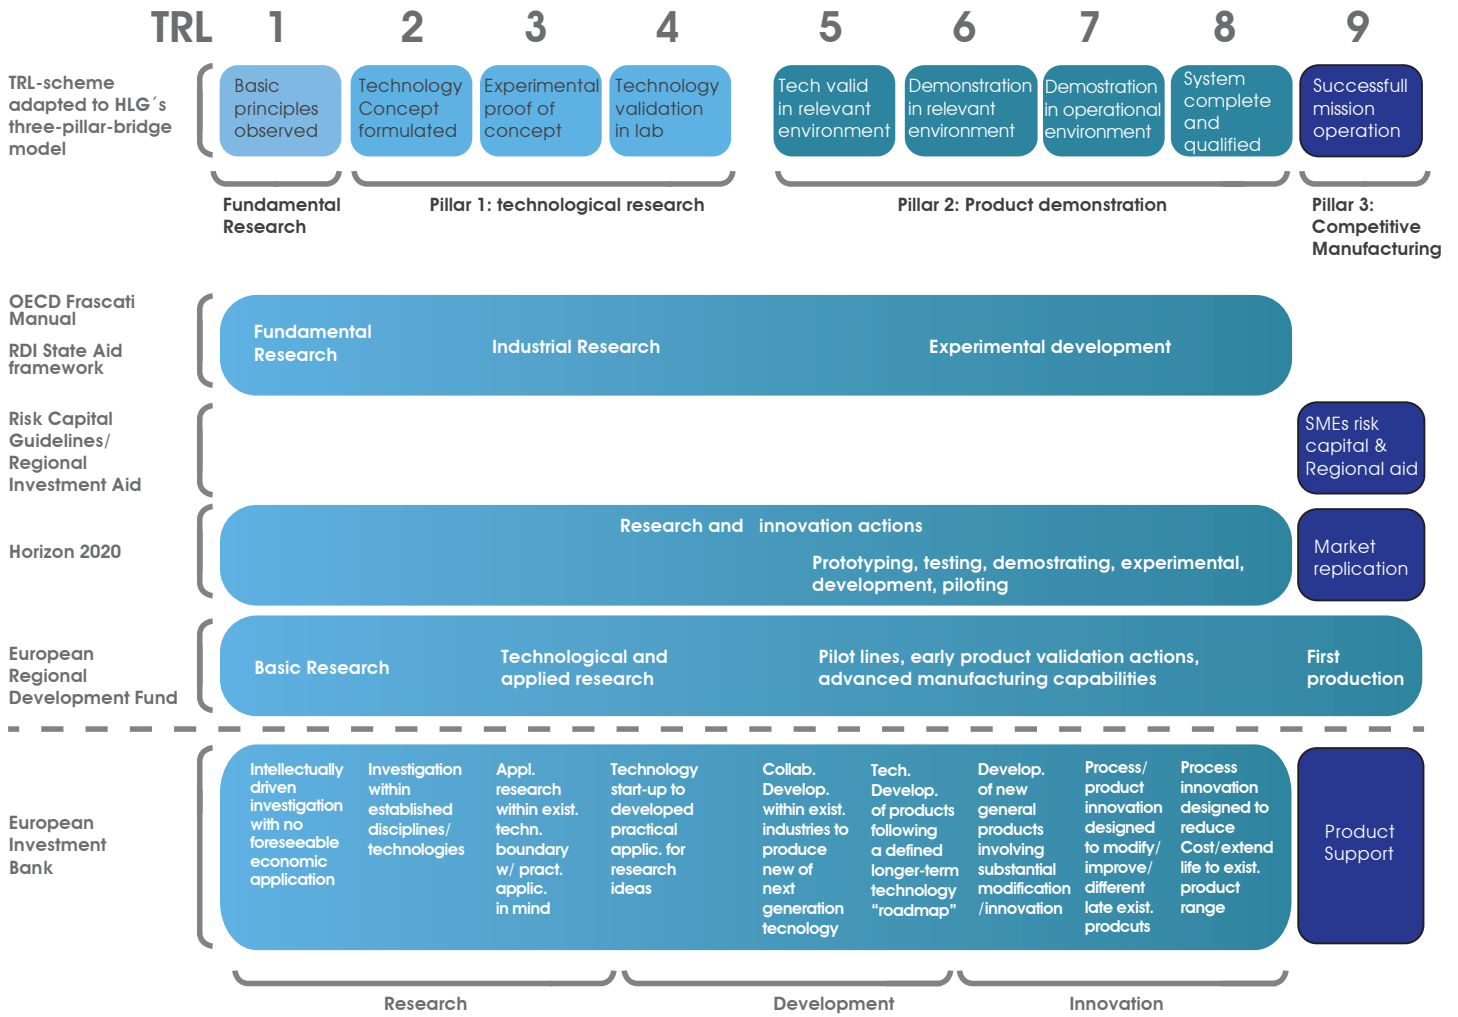 TRL 1 2 3 4 5 6 7 8 9
TRL-scheme
adapted to HLG´s
three-pillar-bridge
model
Basic
principles
observed
Technology
Concept
formulated
Experimental
proof of
concept
Technology
validation
in lab
Tech valid
in relevant
environment
Demonstration
in relevant
environment
Demostration
in operational
environment
System
complete
and
qualified
Successfull
mission
operation
Fundamental
Research
Pillar 1: technological research
Pillar 2: Product demonstration
Pillar 3:
Competitive
Manufacturing
OECD Frascati
Manual
RDI State Aid
framework
Fundamental
Research
Industrial Research
Experimental development
Risk Capital
Guidelines/
Regional
Investment Aid
SMEs risk
capital &
Regional aid
Horizon 2020
Research and innovation actions
Prototyping, testing, demostrating, experimental,
development, piloting
Market
replication
European
Regional
Development Fund
Basic Research
Technological and
applied research
Pilot lines, early product validation actions,
advanced manufacturing capabilities
First
production
European
Investment
Bank
Intellectually
driven
investigation
with no
foreseeable
economic
application
Investigation
within
established
disciplines/
technologies
Appl.
research
within exist.
techn.
boundary
w/ pract.
applic.
in mind
Technology
start-up to
developed
practical
applic. for
research
ideas
Collab.
Develop.
within exist.
industries to
produce
new of
next
generation
tecnology
Tech.
Develop.
of products
following
a defined
longer-term
technology
“roadmap”
Develop.
of new
general
products
involving
substantial
modification
/innovation
Process/
product
innovation
designed
to modify/
improve/
different
late exist.
prodcuts
Process
innovation
designed to
reduce
Cost/extend
life to exist.
product
range
Product
Support
Research
Development
Innovation